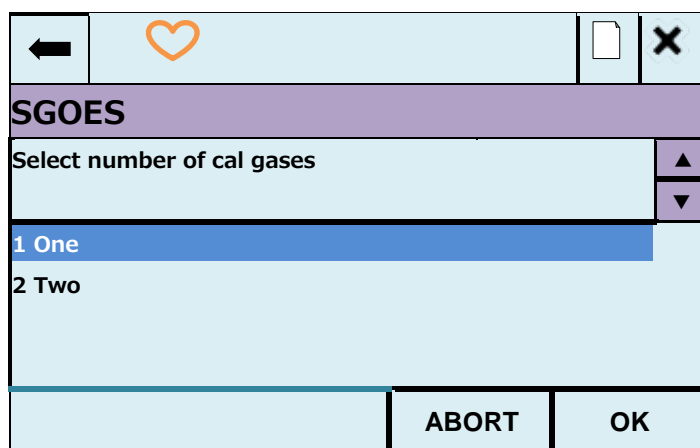 SGOES
Select number of cal gases
1 One
2 Two
ABORT
OK